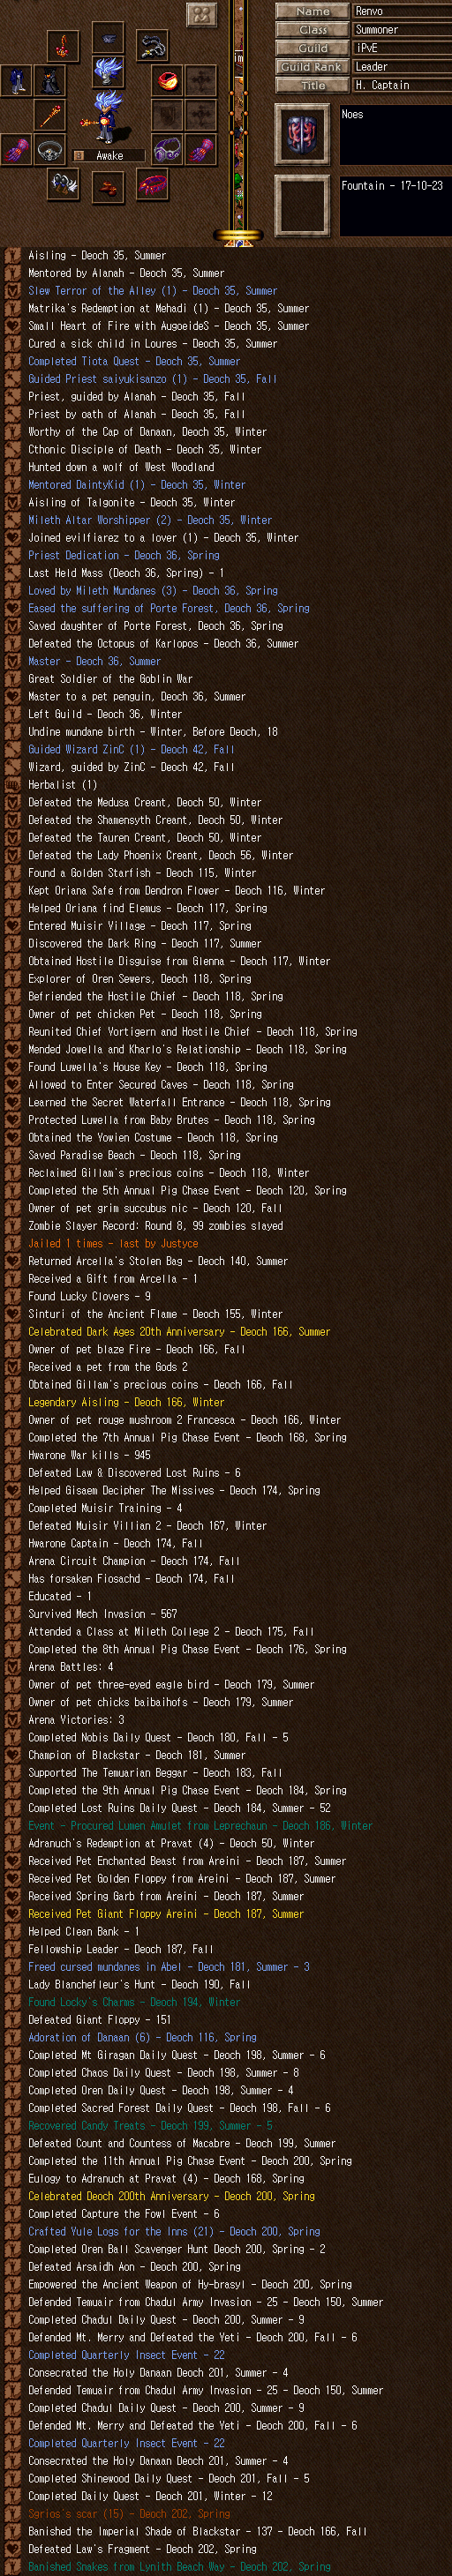 Name Renvo
Class Summoner
Guild iPvE
Guild Rank Leader
Title H. Captain
Noes
Awake
Fountain - 17-10-23
Aisling - Deoch 35, Summer
Mentored by Alanah - Deoch 35, Summer
Slew Terror of the Alley (1) - Deoch 35, Summer
Matrika's Redemption at Mehadi (1) - Deoch 35, Summer
Small Heart of Fire with AugoeideS - Deoch 35, Summer
Cured a sick child in Loures - Deoch 35, Summer
Completed Tiota Quest - Deoch 35, Summer
Guided Priest saiyukisanzo (1) - Deoch 35, Fall
Priest, guided by Alanah - Deoch 35, Fall
Priest by oath of Alanah - Deoch 35, Fall
Worthy of the Cap of Danaan, Deoch 35, Winter
Cthonic Disciple of Death - Deoch 35, Winter
Hunted down a wolf of West Woodland
Mentored DaintyKid (1) - Deoch 35, Winter
Aisling of Talgonite - Deoch 35, Winter
Mileth Altar Worshipper (2) - Deoch 35, Winter
Joined evilfiarez to a lover (1) - Deoch 35, Winter
Priest Dedication - Deoch 36, Spring
Last Held Mass (Deoch 36, Spring) - 1
Loved by Mileth Mundanes (3) - Deoch 36, Spring
Eased the suffering of Porte Forest, Deoch 36, Spring
Saved daughter of Porte Forest, Deoch 36, Spring
Defeated the Octopus of Karlopos - Deoch 36, Summer
Master - Deoch 36, Summer
Great Soldier of the Goblin War
Master to a pet penguin, Deoch 36, Summer
Left Guild - Deoch 36, Winter
Undine mundane birth - Winter, Before Deoch, 18
Guided Wizard ZinC (1) - Deoch 42, Fall
Wizard, guided by ZinC - Deoch 42, Fall
Herbalist (1)
Defeated the Medusa Creant, Deoch 50, Winter
Defeated the Shamensyth Creant, Deoch 50, Winter
Defeated the Tauren Creant, Deoch 50, Winter
Defeated the Lady Phoenix Creant, Deoch 56, Winter
Found a Golden Starfish - Deoch 115, Winter
Kept Oriana Safe from Dendron Flower - Deoch 116, Winter
Helped Oriana find Elemus - Deoch 117, Spring
Entered Muisir Village - Deoch 117, Spring
Discovered the Dark Ring - Deoch 117, Summer
Obtained Hostile Disguise from Glenna - Deoch 117, Winter
Explorer of Oren Sewers, Deoch 118, Spring
Befriended the Hostile Chief - Deoch 118, Spring
Owner of pet chicken Pet - Deoch 118, Spring
Reunited Chief Vortigern and Hostile Chief - Deoch 118, Spring
Mended Jowella and Kharlo's Relationship - Deoch 118, Spring
Found Luwella's House Key - Deoch 118, Spring
Allowed to Enter Secured Caves - Deoch 118, Spring
Learned the Secret Waterfall Entrance - Deoch 118, Spring
Protected Luwella from Baby Brutes - Deoch 118, Spring
Obtained the Yowien Costume - Deoch 118, Spring
Saved Paradise Beach - Deoch 118, Spring
Reclaimed Gillam's precious coins - Deoch 118, Winter
Completed the 5th Annual Pig Chase Event - Deoch 120, Spring
Owner of pet grim succubus nic - Deoch 120, Fall
Zombie Slayer Record: Round 8, 99 zombies slayed
Jailed 1 times - last by Justyce
Returned Arcella's Stolen Bag - Deoch 140, Summer
Received a Gift from Arcella - 1
Found Lucky Clovers - 9
Sinturi of the Ancient Flame - Deoch 155, Winter
Celebrated Dark Ages 20th Anniversary - Deoch 166, Summer
Owner of pet blaze Fire - Deoch 166, Fall
Received a pet from the Gods 2
Obtained Gillam's precious coins - Deoch 166, Fall
Legendary Aisling - Deoch 166, Winter
Owner of pet rouge mushroom 2 Francesca - Deoch 166, Winter
Completed the 7th Annual Pig Chase Event - Deoch 168, Spring
Hwarone War kills - 945
Defeated Law & Discovered Lost Ruins - 6
Helped Gisaem Decipher The Missives - Deoch 174, Spring
Completed Muisir Training - 4
Defeated Muisir Villian 2 - Deoch 167, Winter
Hwarone Captain - Deoch 174, Fall
Arena Circuit Champion - Deoch 174, Fall
Has forsaken Fiosachd - Deoch 174, Fall
Educated - 1
Survived Mech Invasion - 567
Attended a Class at Mileth College 2 - Deoch 175, Fall
Completed the 8th Annual Pig Chase Event - Deoch 176, Spring
Arena Battles: 4
Owner of pet three-eyed eagle bird - Deoch 179, Summer
Owner of pet chicks baibaihofs - Deoch 179, Summer
Arena Victories: 3
Completed Nobis Daily Quest - Deoch 180, Fall - 5
Champion of Blackstar - Deoch 181, Summer
Supported The Temuarian Beggar - Deoch 183, Fall
Completed the 9th Annual Pig Chase Event - Deoch 184, Spring
Completed Lost Ruins Daily Quest - Deoch 184, Summer - 52
Event - Procured Lumen Amulet from Leprechaun - Deoch 186, Winter
Adranuch's Redemption at Pravat (4) - Deoch 50, Winter
Received Pet Enchanted Beast from Areini - Deoch 187, Summer
Received Pet Golden Floppy from Areini - Deoch 187, Summer
Received Spring Garb from Areini - Deoch 187, Summer
Received Pet Giant Floppy Areini - Deoch 187, Summer
Helped Clean Bank - 1
Fellowship Leader - Deoch 187, Fall
Freed cursed mundanes in Abel - Deoch 181, Summer - 3
Lady Blanchefleur's Hunt - Deoch 190, Fall
Found Locky's Charms - Deoch 194, Winter
Defeated Giant Floppy - 151
Adoration of Danaan (6) - Deoch 116, Spring
Completed Mt Giragan Daily Quest - Deoch 198, Summer - 6
Completed Chaos Daily Quest - Deoch 198, Summer - 8
Completed Oren Daily Quest - Deoch 198, Summer - 4
Completed Sacred Forest Daily Quest - Deoch 198, Fall - 6
Recovered Candy Treats - Deoch 199, Summer - 5
Defeated Count and Countess of Macabre - Deoch 199, Summer
Completed the 11th Annual Pig Chase Event - Deoch 200, Spring
Eulogy to Adranuch at Pravat (4) - Deoch 168, Spring
Celebrated Deoch 200th Anniversary - Deoch 200, Spring
Completed Capture the Fowl Event - 6
Crafted Yule Logs for the Inns (21) - Deoch 200, Spring
Completed Oren Ball Scavenger Hunt Deoch 200, Spring - 2
Defeated Arsaidh Aon - Deoch 200, Spring
Empowered the Ancient Weapon of Hy-brasyl - Deoch 200, Spring
Defended Temuair from Chadul Army Invasion - 25 - Deoch 150, Summer
Completed Chadul Daily Quest - Deoch 200, Summer - 9
Defended Mt. Merry and Defeated the Yeti - Deoch 200, Fall - 6
Completed Quarterly Insect Event - 22
Consecrated the Holy Danaan Deoch 201, Summer - 4
Defended Temuair from Chadul Army Invasion - 25 - Deoch 150, Summer
Completed Chadul Daily Quest - Deoch 200, Summer - 9
Defended Mt. Merry and Defeated the Yeti - Deoch 200, Fall - 6
Completed Quarterly Insect Event - 22
Consecrated the Holy Danaan Deoch 201, Summer - 4
Completed Shinewood Daily Quest - Deoch 201, Fall - 5
Completed Daily Quest - Deoch 201, Winter - 12
Sgrios's scar (15) - Deoch 202, Spring
Banished the Imperial Shade of Blackstar - 137 - Deoch 166, Fall
Defeated Law's Fragment - Deoch 202, Spring
Banished Snakes from Lynith Beach Way - Deoch 202, Spring